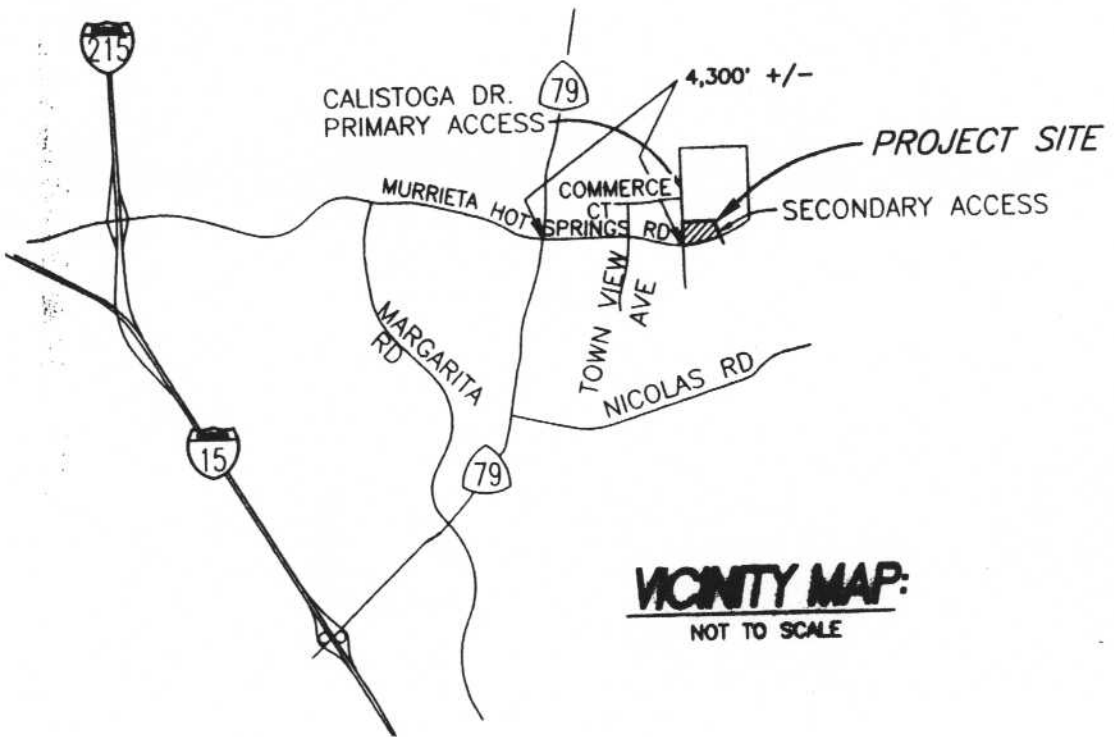 215
79
4,300' +/-
CALISTOGA DR.
PRIMARY ACCESS
PROJECT SITE
MURRIETA HOT SPRINGS RD
COMMERCE
CT
SECONDARY ACCESS
TOWN VIEW
AVE
MARGARITA
RD
NICOLAS RD
15
79
VICINITY MAP:
NOT TO SCALE